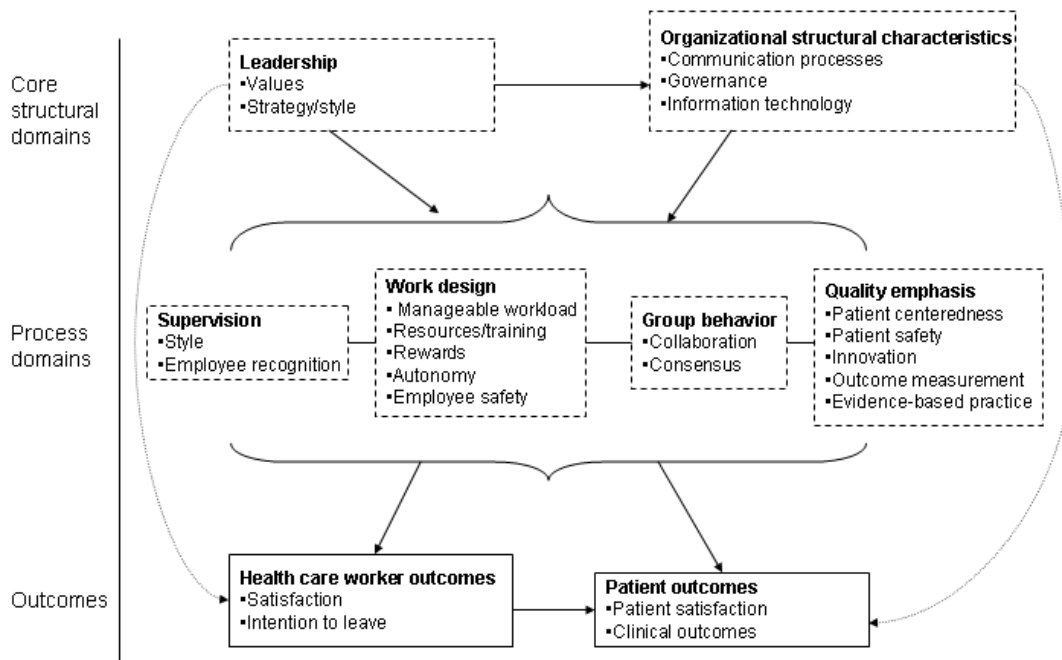 Core
structural
domains
Leadership
▪Values
▪Strategy/style
Organizational structural characteristics
▪Communication processes
▪Governance
▪Information technology
Process
domains
Supervision
▪Style
▪Employee recognition
Work design
▪ Manageable workload
▪Resources/training
▪Rewards
▪Autonomy
▪Employee safety
Group behavior
▪Collaboration
▪Consensus
Quality emphasis
▪Patient centeredness
▪Patient safety
▪Innovation
▪Outcome measurement
▪Evidence-based practice
Outcomes
Health care worker outcomes
▪Satisfaction
▪Intention to leave
Patient outcomes
▪Patient satisfaction
▪Clinical outcomes